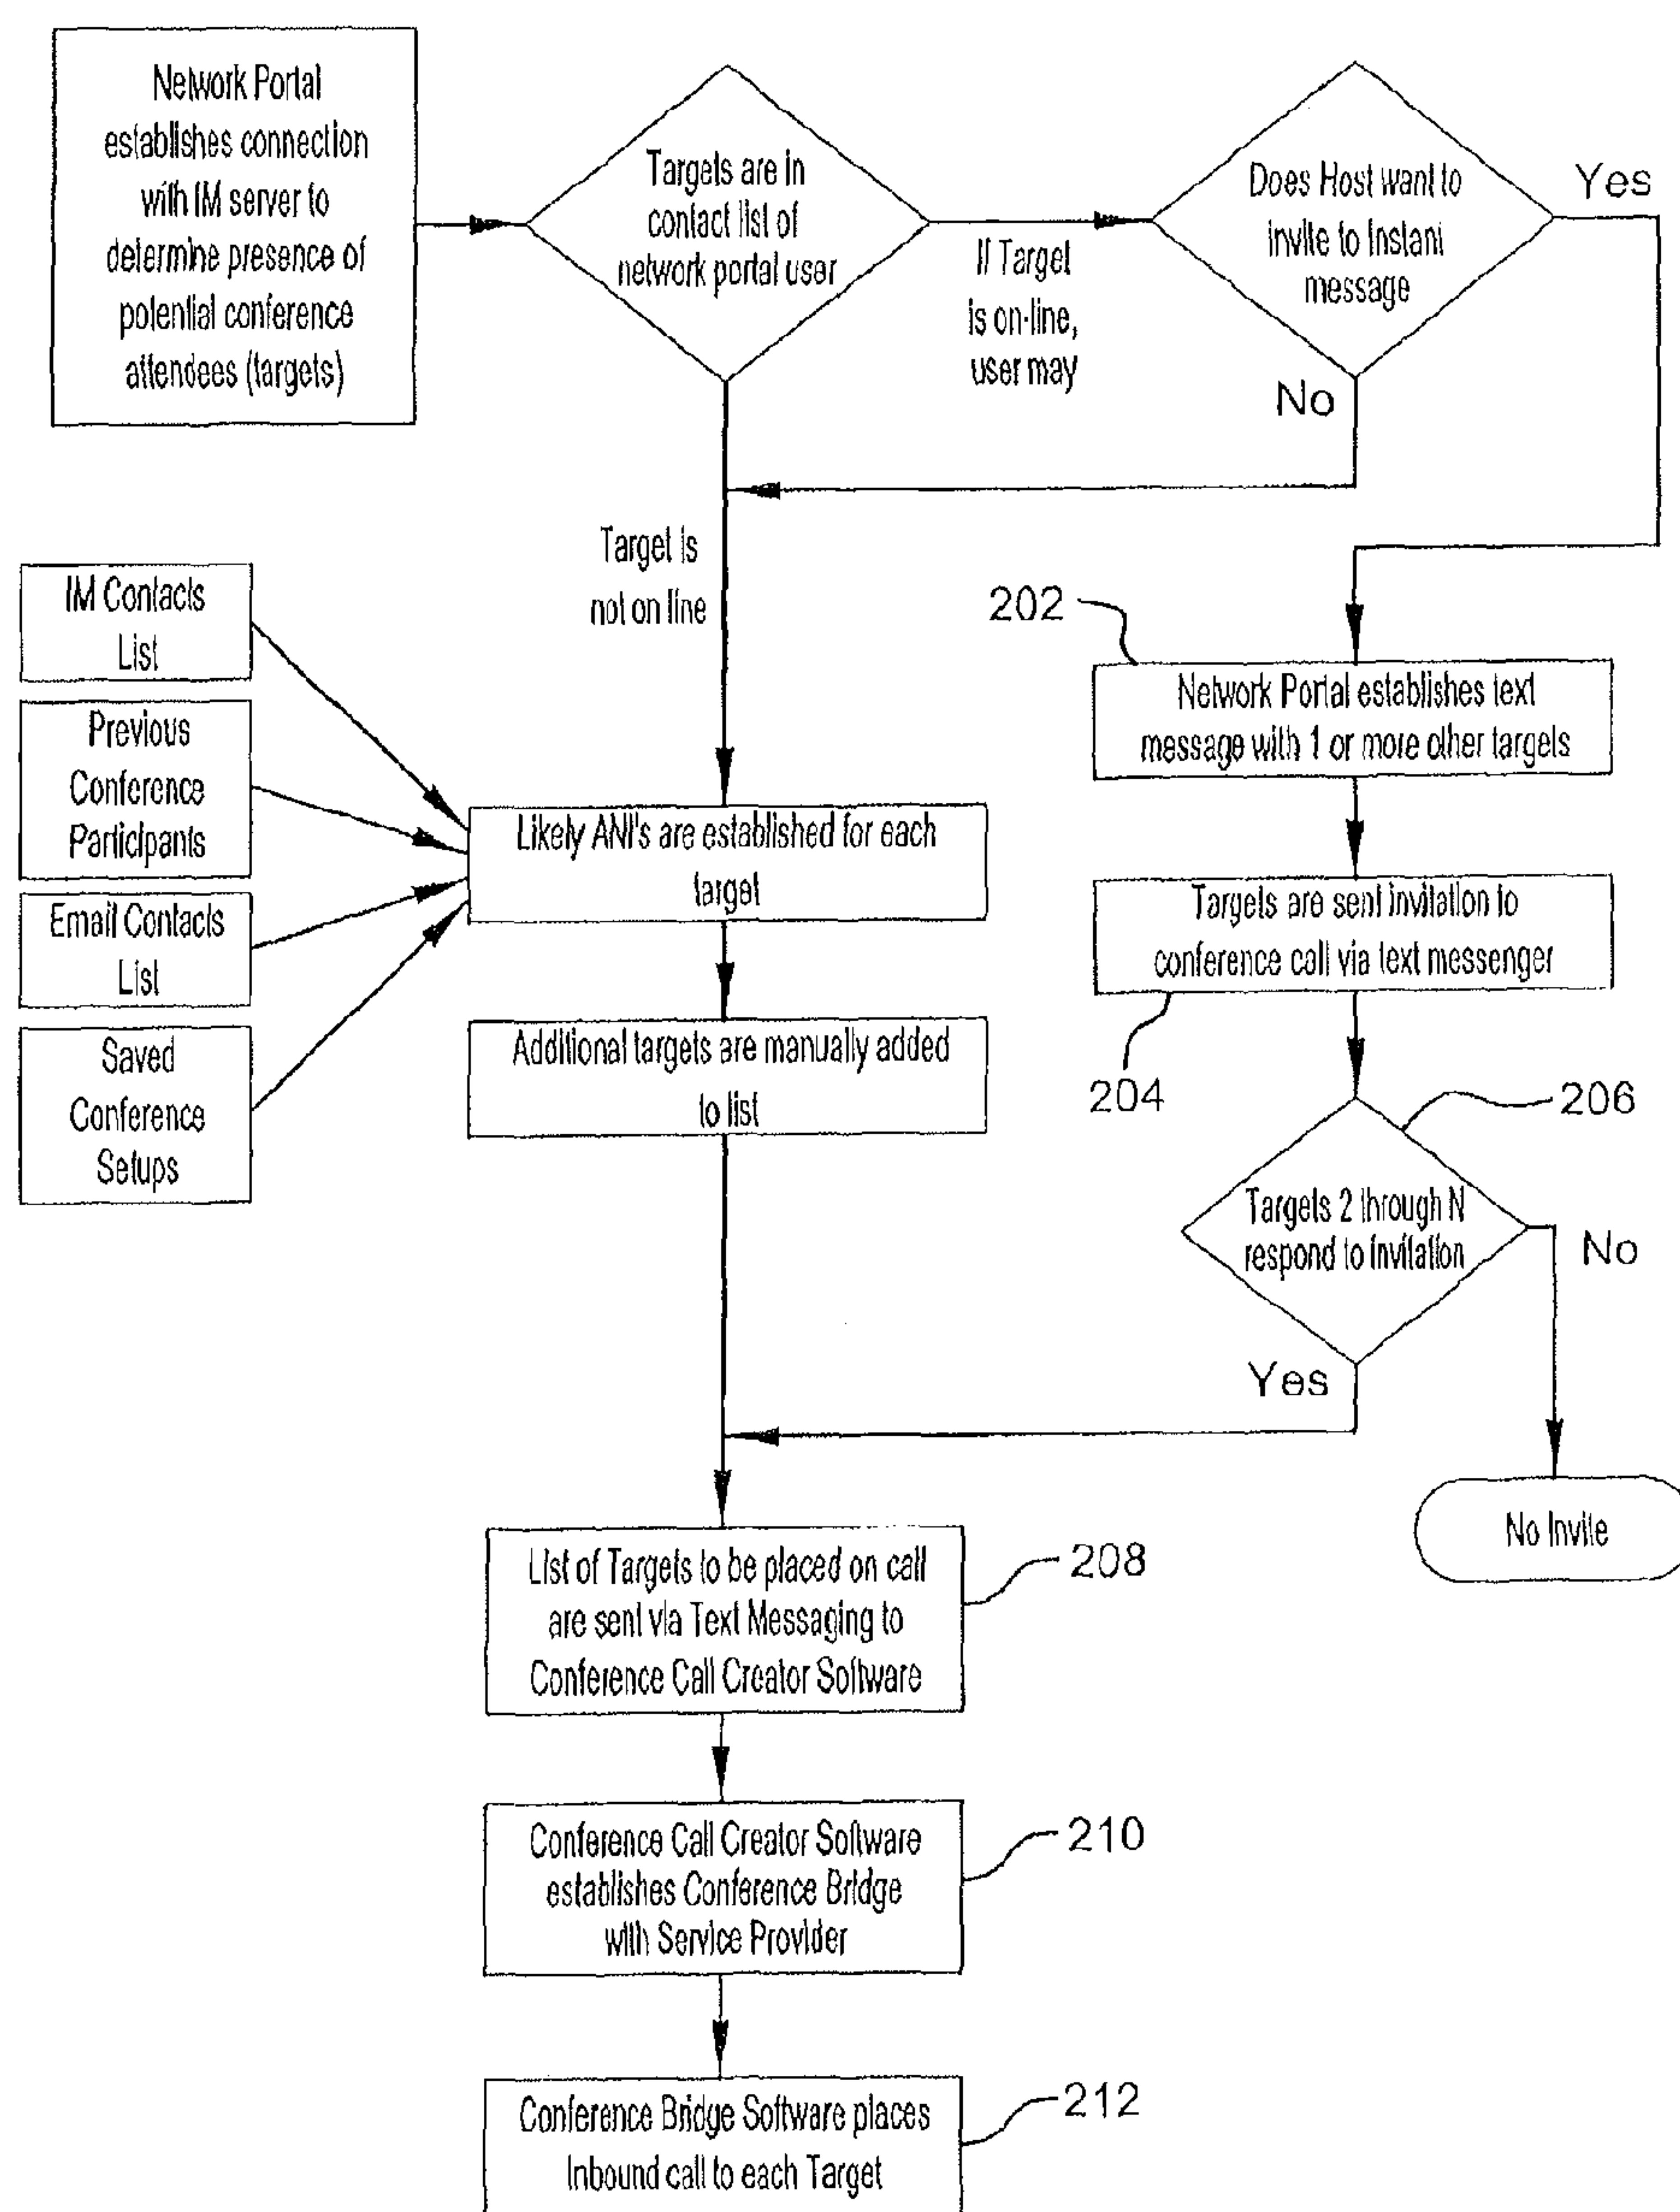 Network Portal
establishes connection
with IM server to
determine presence of
potential conference
attendees (targets)
Targets are in
contact list of
network portal user
If Target
is on-line,
user may
Does Host want to
invite to instant
message
Yes
No
Target is
not on line
IM Contacts
List
Previous
Conference
Participants
Email Contacts
List
Saved
Conference
Setups
Likely ANI's are established for each
target
Additional targets are manually added
to list
202
Network Portal establishes text
message with 1 or more other targets
Targets are sent invitation to
conference call via text messenger
204
206
Targets 2 through N
respond to invitation
No
Yes
No Invite
List of Targets to be placed on call
are sent via Text Messaging to
Conference Call Creator Software
208
Conference Call Creator Software
establishes Conference Bridge
with Service Provider
210
Conference Bridge Software places
Inbound call to each Target
212